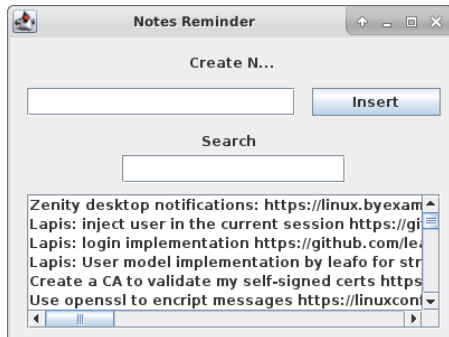 Notes Reminder
Create N...
Insert
Search
Zenity desktop notifications: https://linux.byexam
Lapis: inject user in the current session https://gi
Lapis: login implementation https://github.com/lea
Lapis: User model implementation by leafo for str
Create a CA to validate my self-signed certs https
Use openssl to encript messages https://linuxconf